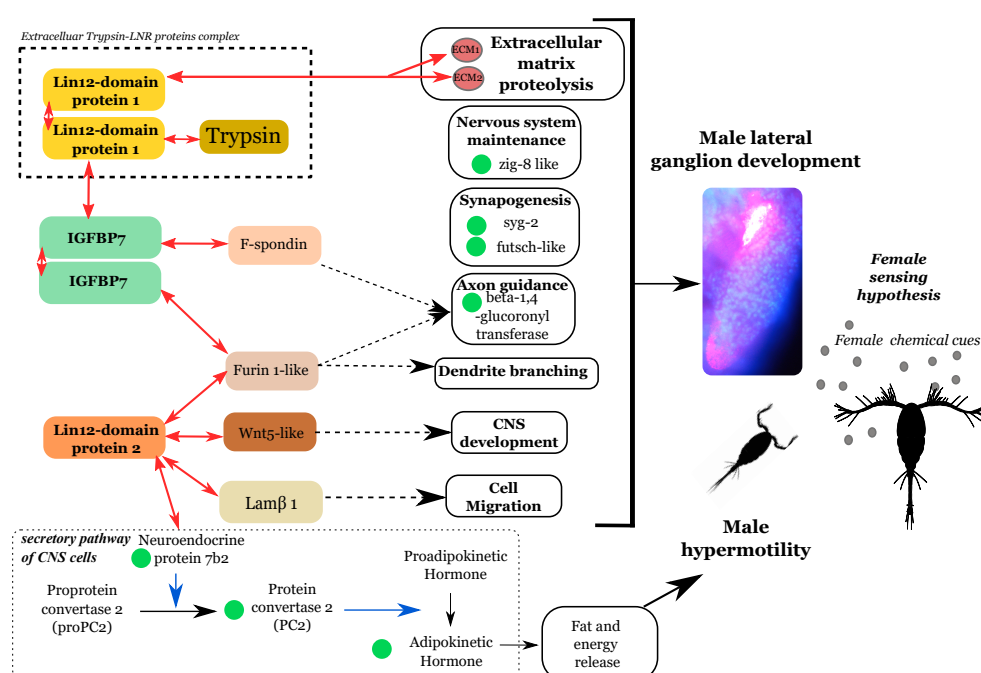 Extracelluar Trypsin-LNR proteins complex
Lin12-domain
protein 1
Lin12-domain
protein 1
Trypsin
IGFBP7
IGFBP7
F-spondin
Furin 1-like
Lin12-domain
protein 2
Wnt5-like
Lamβ 1
ECM1
ECM2
Extracellular
matrix
proteolysis
Nervous system
maintenance
zig-8 like
Synapogenesis
syg-2
futsch-like
Axon guidance
beta-1,4
-glucoronyl
transferase
Dendrite branching
CNS
development
Cell
Migration
Male lateral
ganglion development
Female
sensing
hypothesis
Female chemical cues
Male
hypermotility
secretory pathway
of CNS cells
Neuroendocrine
protein 7b2
Proprotein
convertase 2
(proPC2)
Protein
convertase 2
(PC2)
Proadipokinetic
Hormone
Adipokinetic
Hormone
Fat and
energy
release